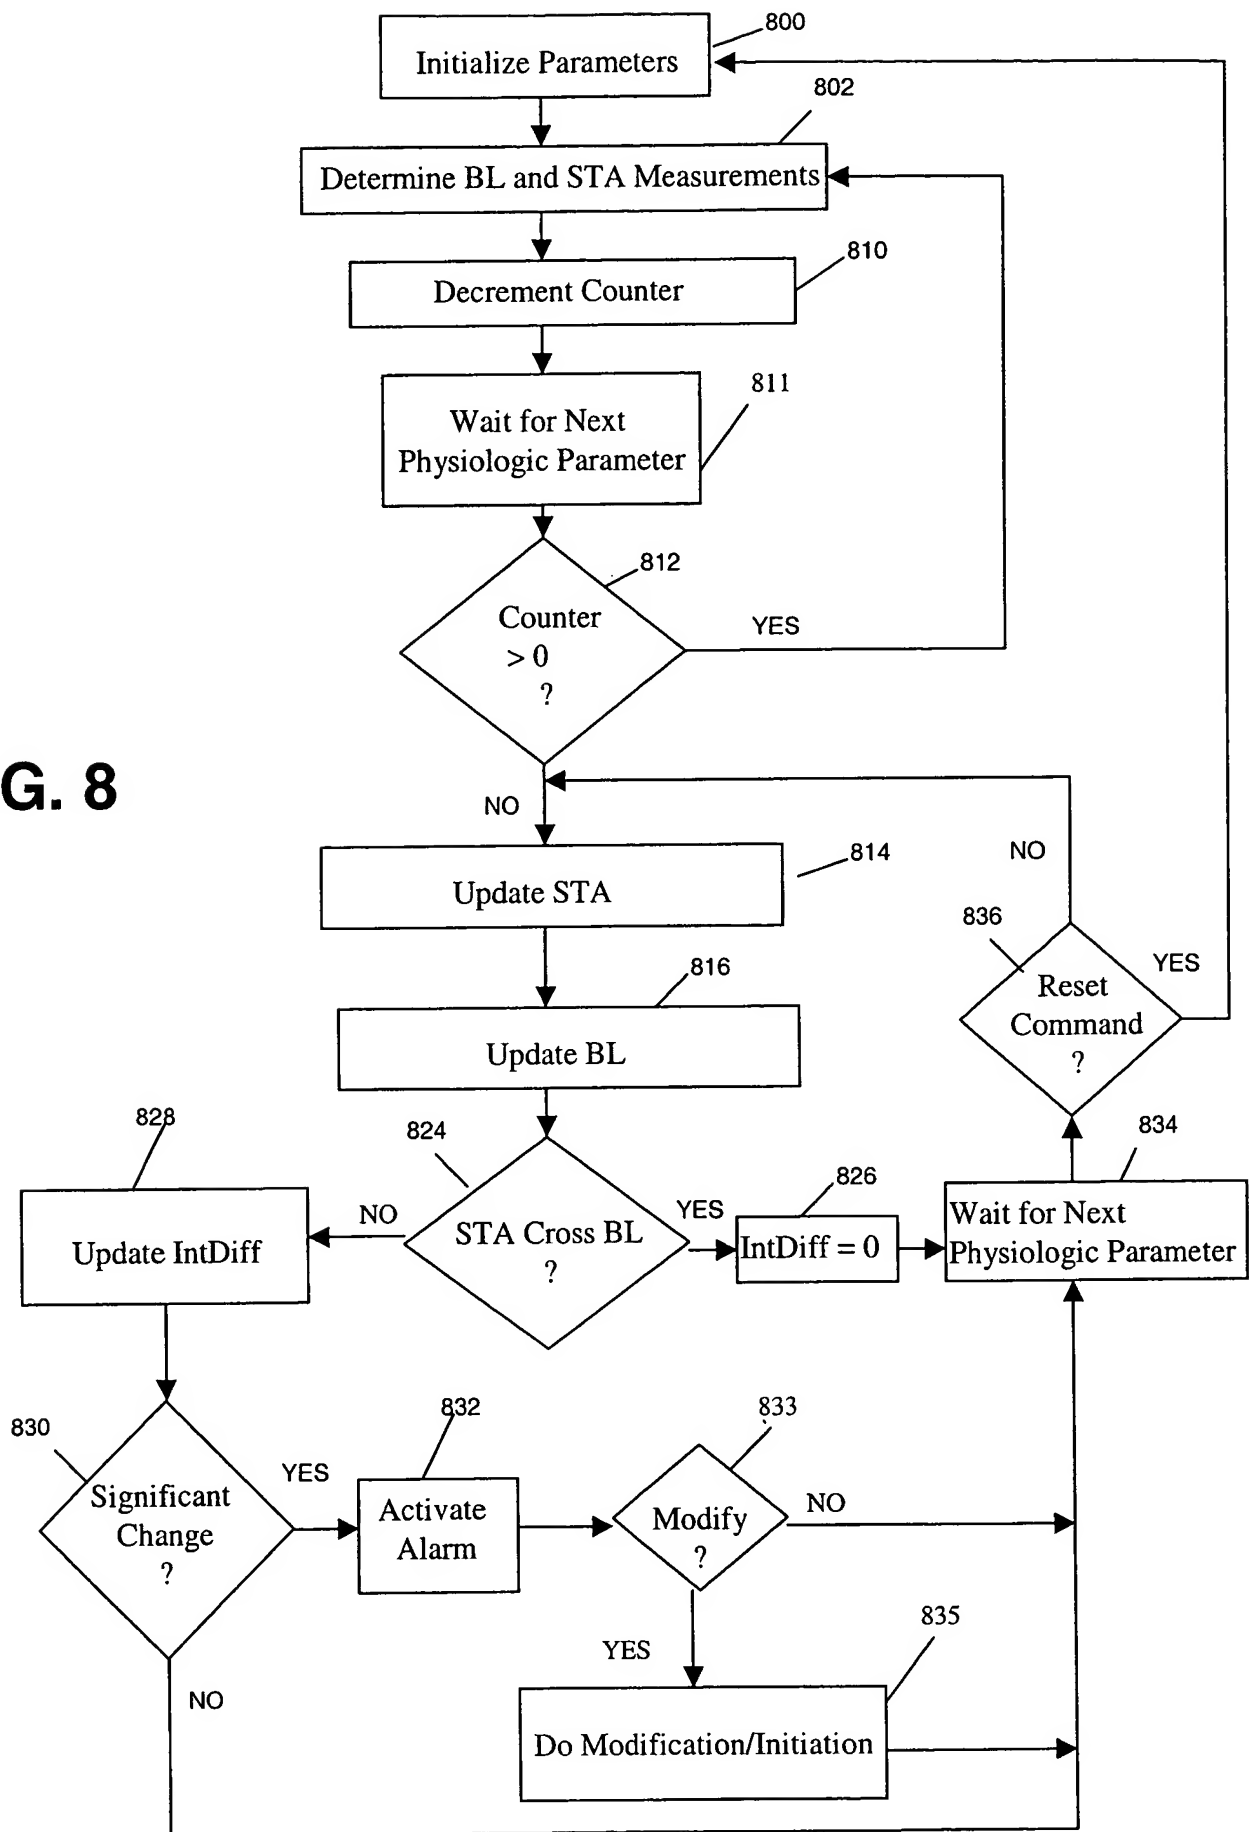 800
Initialize Parameters
802
Determine BL and STA Measurements
810
Decrement Counter
811
Wait for Next
Physiologic Parameter
812
Counter
> 0
?
YES
G. 8
NO
814
Update STA
NO
836
Reset
Command
?
YES
816
Update BL
828
824
826
834
Update IntDiff
NO
STA Cross BL
?
YES
IntDiff = 0
Wait for Next
Physiologic Parameter
830
832
833
Significant
Change
?
YES
Activate
Alarm
Modify
?
NO
835
YES
NO
Do Modification/Initiation